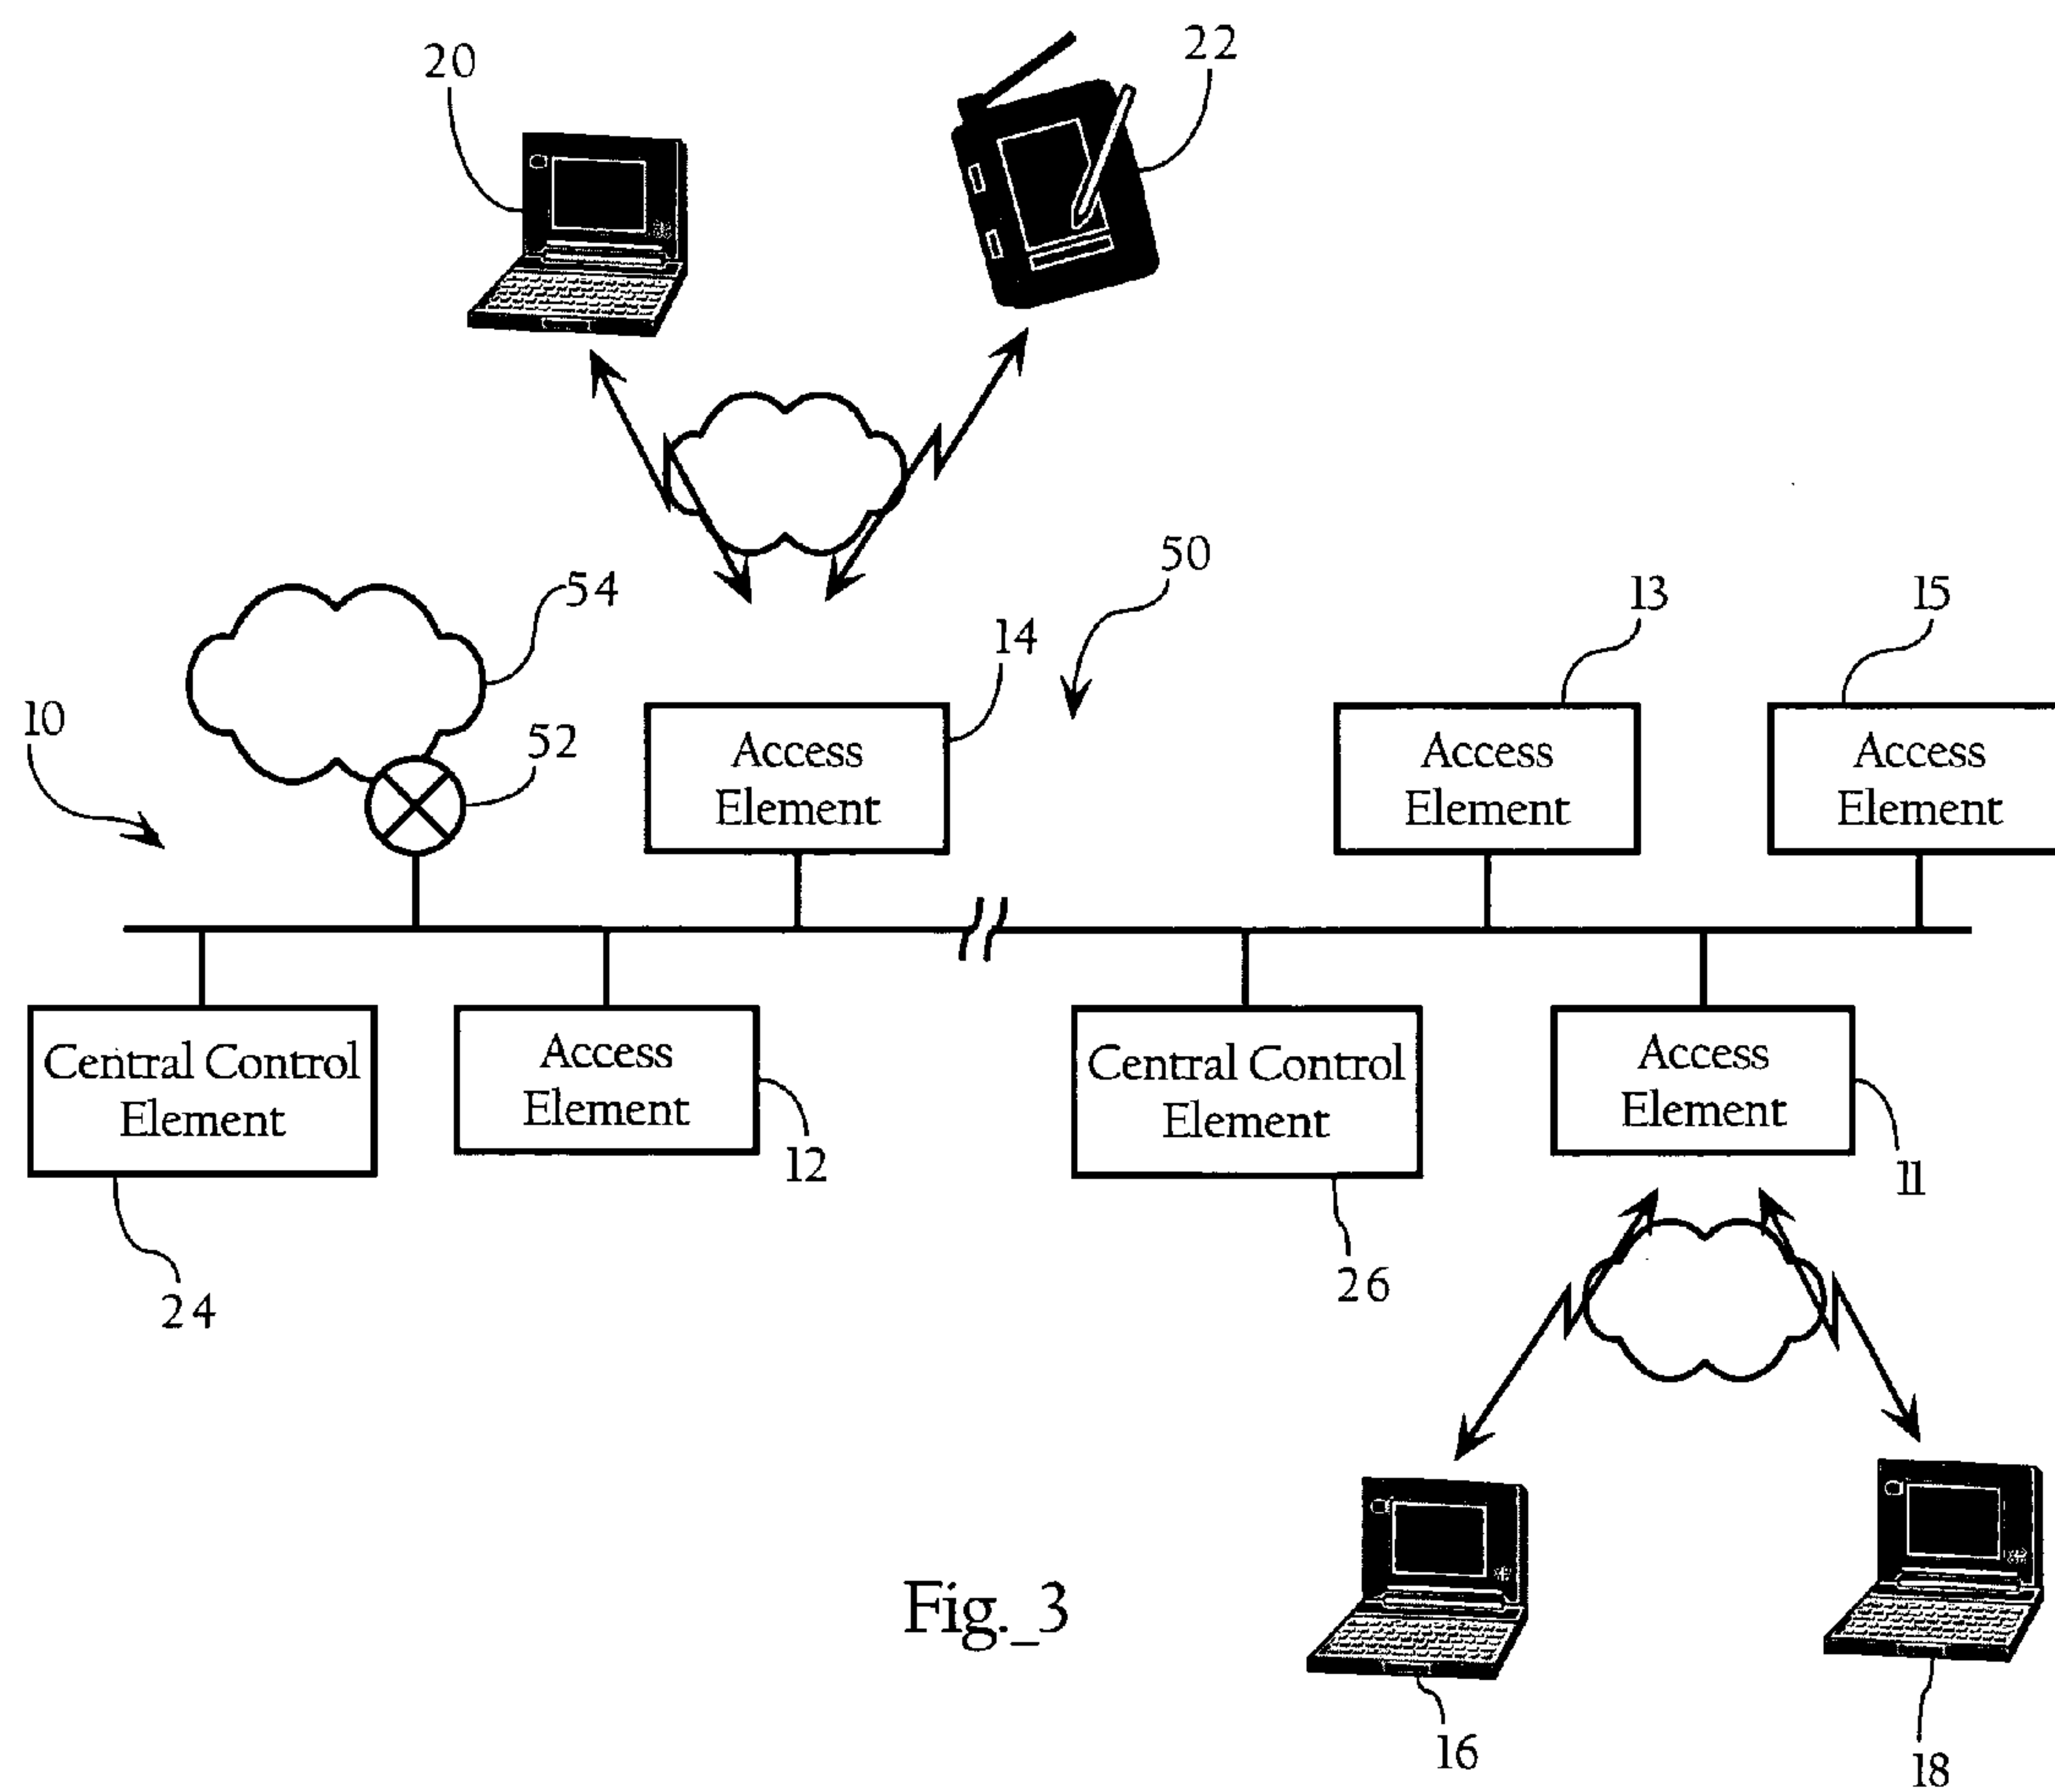 20
22
54
50
13
15
14
10
52
Access
Element
Access
Element
Access
Element
Central Control
Element
Access
Element
Central Control
Element
Access
Element
12
11
24
26
Fig._3
16
18